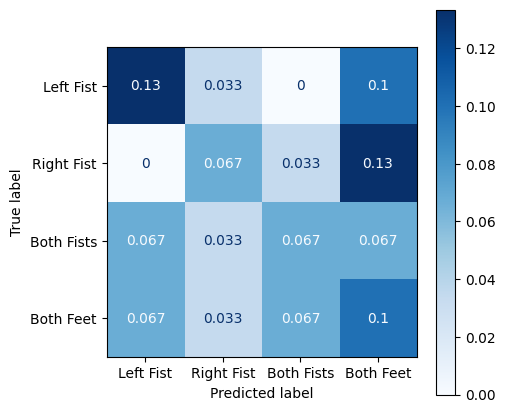 True label
Left Fist 0.13 0.033 0 0.1
Right Fist 0 0.067 0.033 0.13
Both Fists 0.067 0.033 0.067 0.067
Both Feet 0.067 0.033 0.067 0.1
Left Fist Right Fist Both Fists Both Feet
Predicted label
0.12
0.10
0.08
0.06
0.04
0.02
0.00